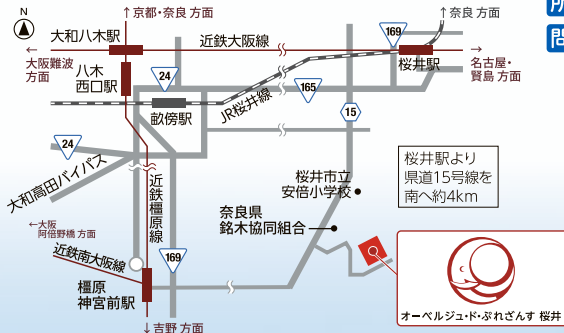 N
↑京都・奈良 方面
↑奈良 方面
所
問
大和八木駅
近鉄大阪線
169
桜井駅
←
大阪難波
方面
→
名古屋・
賢島 方面
八木
西口駅
24
165
JR桜井線
畝傍駅
15
24
大和高田バイパス
桜井駅より
県道15号線を
南へ約4km
桜井市立
安倍小学校
近鉄橿原線
奈良県
銘木協同組合
←大阪
阿倍野橋 方面
近鉄南大阪線
169
橿原
神宮前駅
オーベルジュ・ド・ぷれざんす 桜井
↓吉野 方面